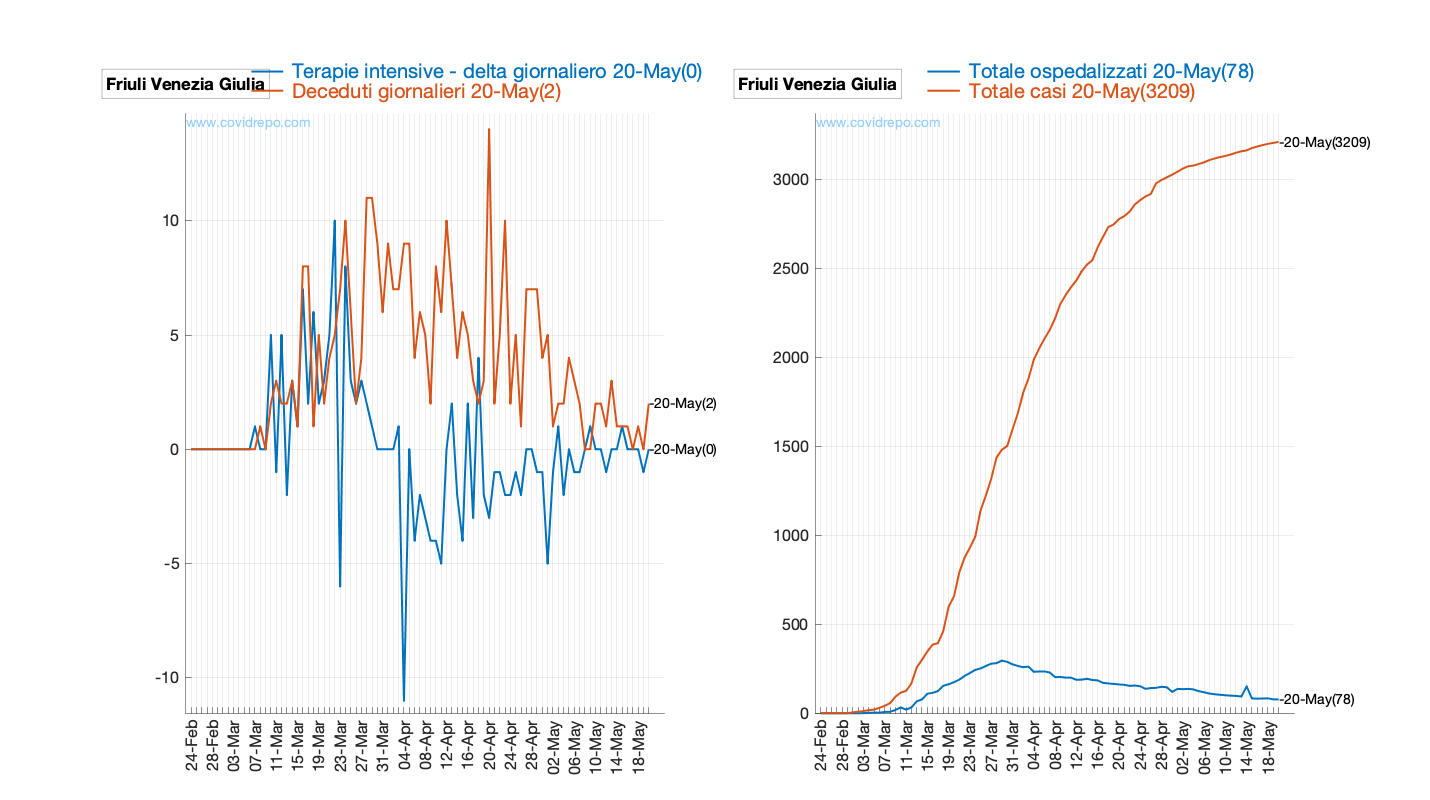 Friuli Venezia Giulia
Terapie intensive - delta giornaliero 20-May(0)
Deceduti giornalieri 20-May(2)
www.covidrepo.com
10
5
0
-5
-10
-20-May(2)
-20-May(0)
24-Feb
28-Feb
03-Mar
07-Mar
11-Mar
15-Mar
19-Mar
23-Mar
27-Mar
31-Mar
04-Apr
08-Apr
12-Apr
16-Apr
20-Apr
24-Apr
28-Apr
02-May
06-May
10-May
14-May
18-May
Friuli Venezia Giulia
Totale ospedalizzati 20-May(78)
Totale casi 20-May(3209)
www.covidrepo.com
3000
2500
2000
1500
1000
500
0
-20-May(3209)
-20-May(78)
24-Feb
28-Feb
03-Mar
07-Mar
11-Mar
15-Mar
19-Mar
23-Mar
27-Mar
31-Mar
04-Apr
08-Apr
12-Apr
16-Apr
20-Apr
24-Apr
28-Apr
02-May
06-May
10-May
14-May
18-May